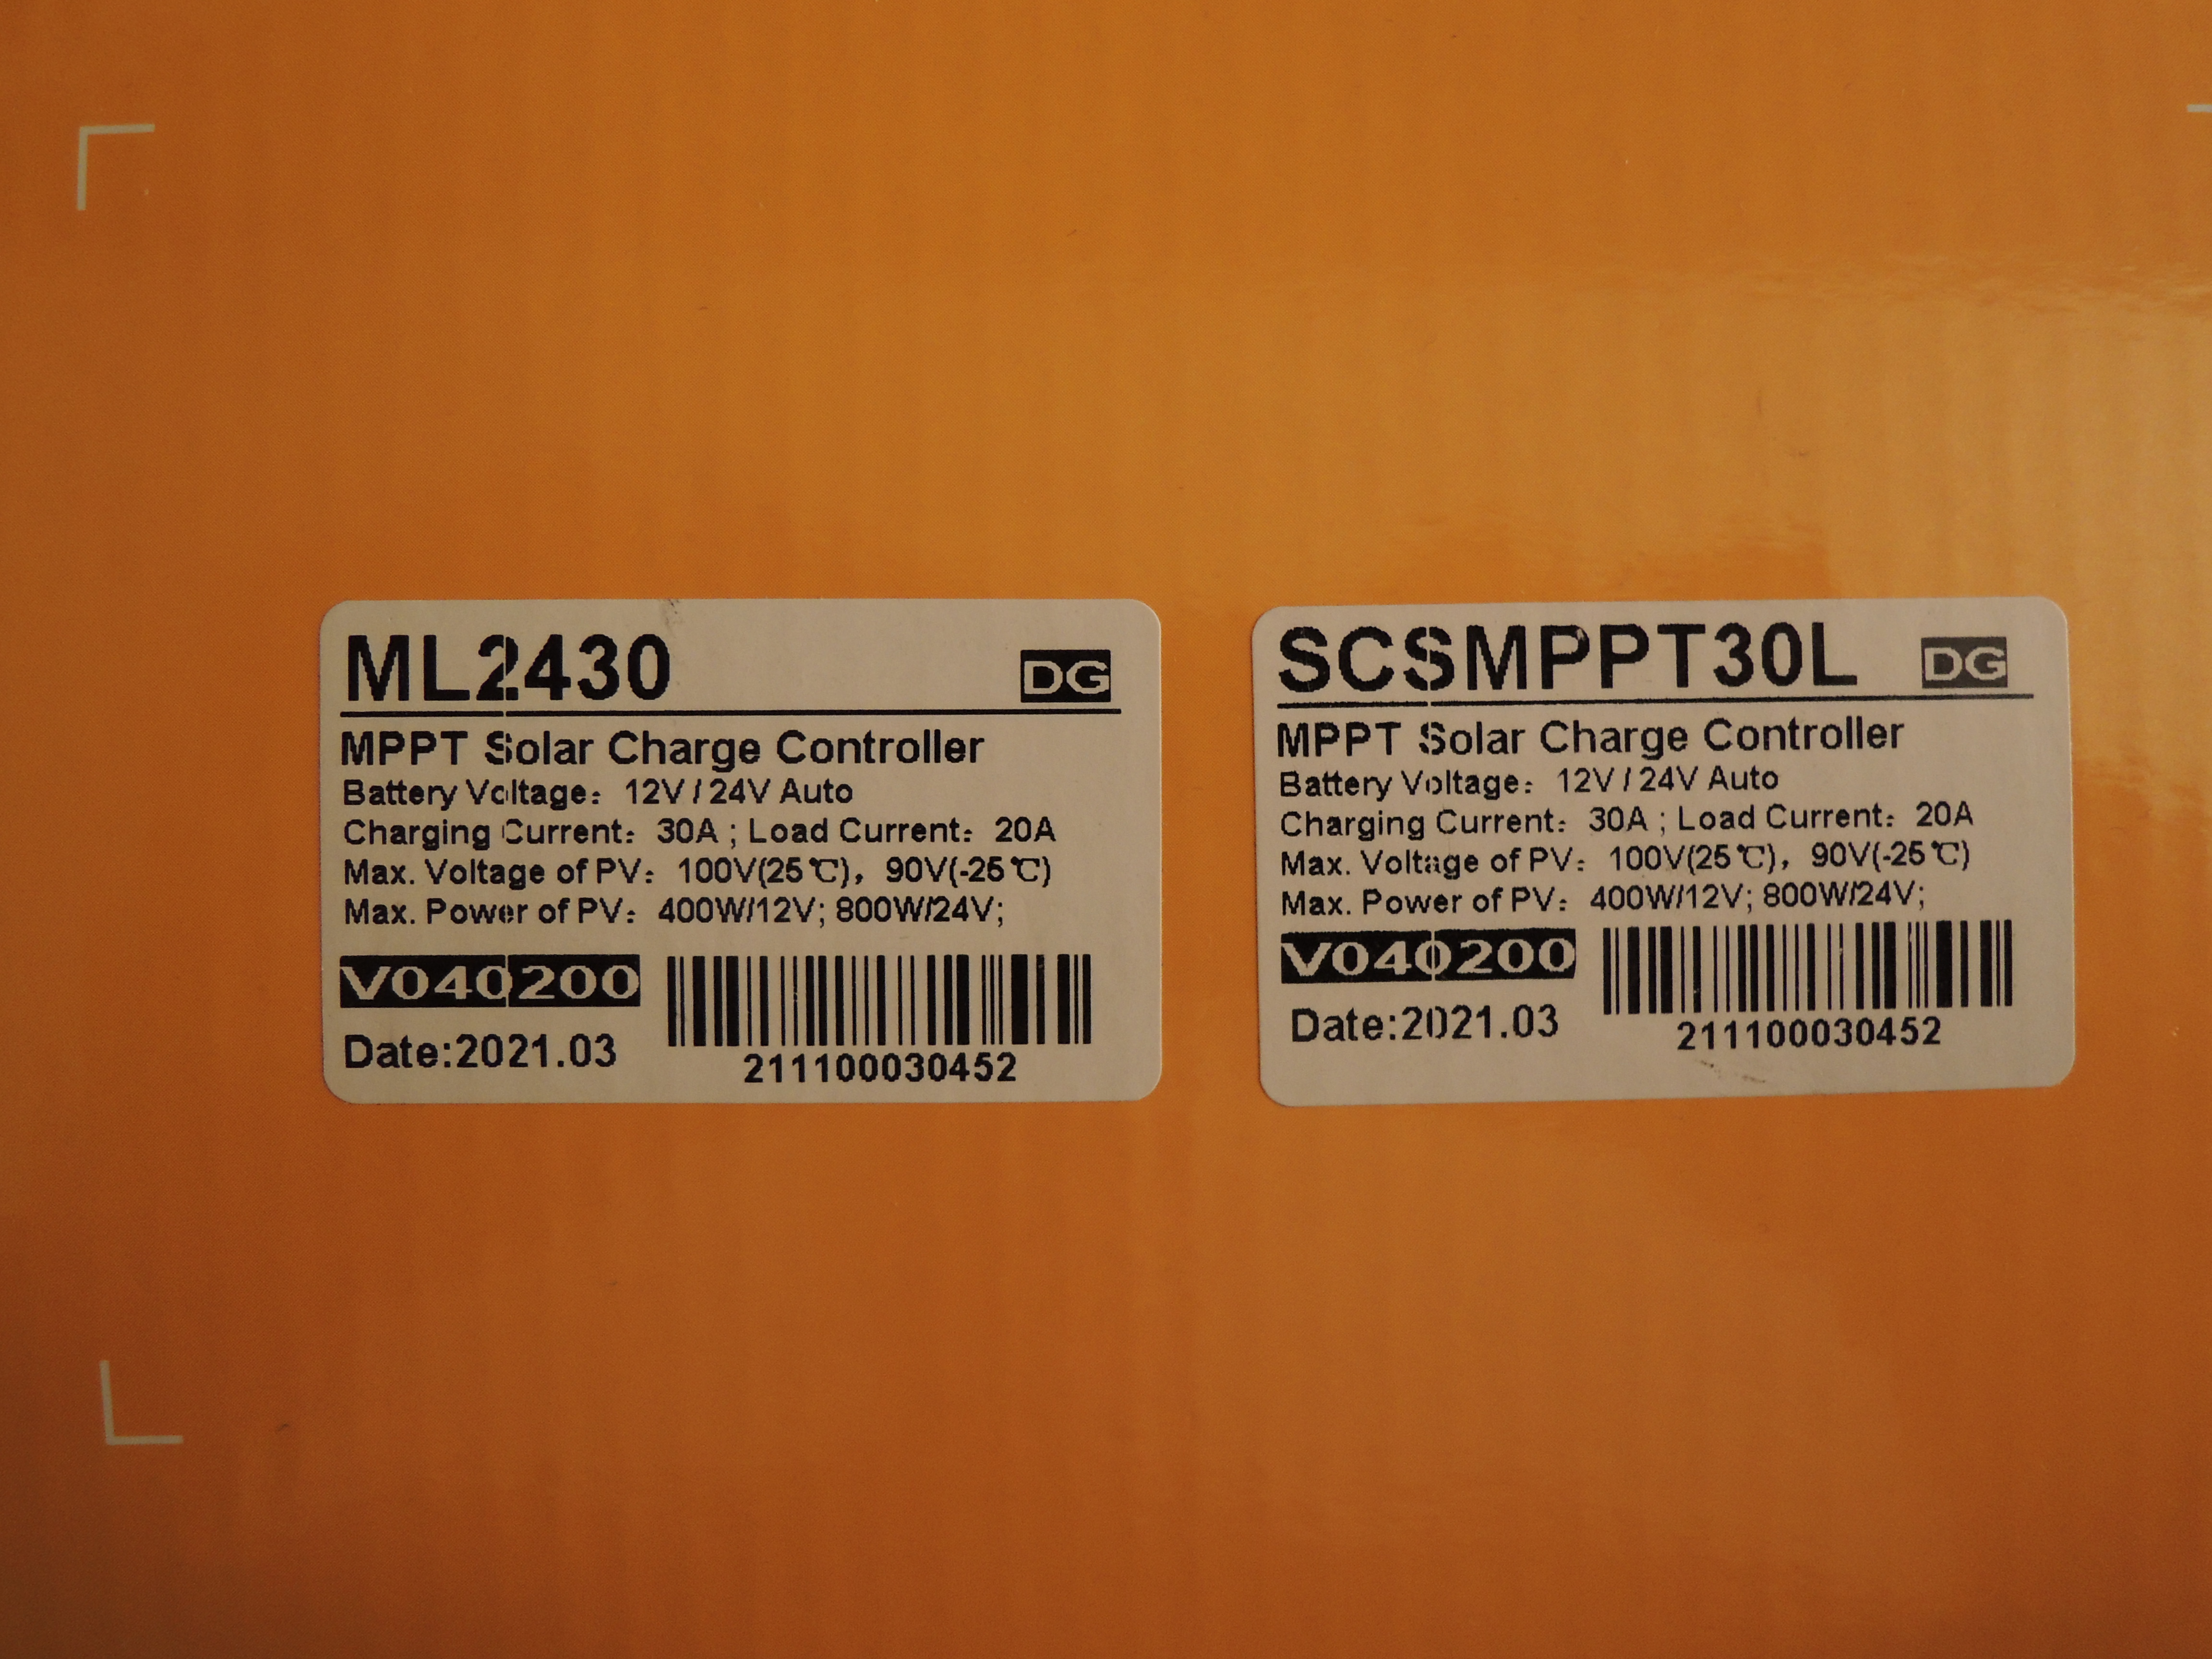 ML2430
DG
MPPT Solar Charge Controller
Battery Voltage: 12V / 24V Auto
Charging Current: 30A ; Load Current: 20A
Max. Voltage of PV: 100V(25℃), 90V(-25℃)
Max. Power of PV: 400W/12V; 800W/24V;
V040200
Date:2021.03
211100030452
SCSMPPT30L
DG
MPPT Solar Charge Controller
Battery Voltage: 12V / 24V Auto
Charging Current: 30A ; Load Current: 20A
Max. Voltage of PV: 100V(25℃), 90V(-25℃)
Max. Power of PV: 400W/12V; 800W/24V;
V040200
Date:2021.03
211100030452